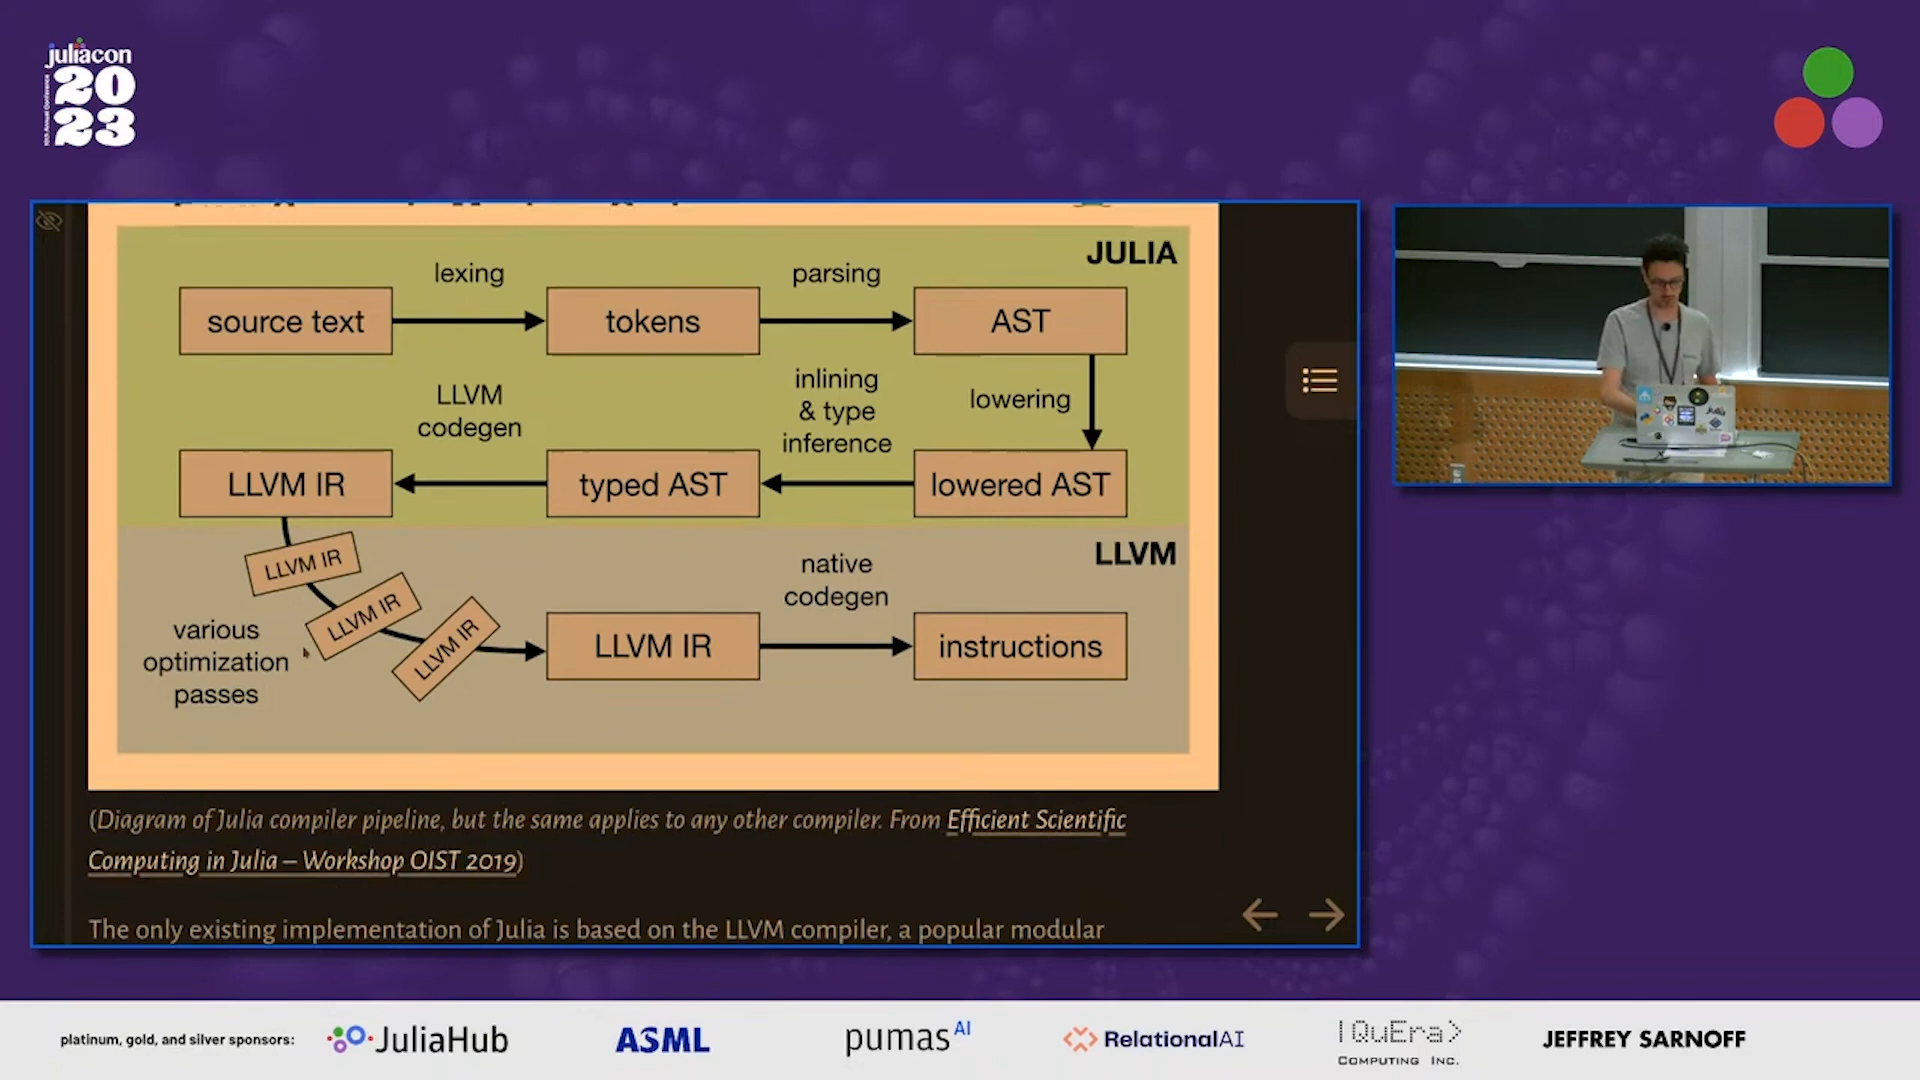 juliacon
2023
10th Annual Conference
JULIA
lexing
parsing
source text
tokens
AST
LLVM
codegen
inlining
& type
inference
lowering
LLVM IR
typed AST
lowered AST
LLVM
LLVM IR
LLVM IR
LLVM IR
native
codegen
various
optimization
passes
LLVM IR
instructions
(Diagram of Julia compiler pipeline, but the same applies to any other compiler. From Efficient Scientific
Computing in Julia – Workshop OIST 2019)
The only existing implementation of Julia is based on the LLVM compiler, a popular modular
platinum, gold, and silver sponsors:
JuliaHub
ASML
pumasAI
RelationalAI
|QuEra>
COMPUTING INC.
JEFFREY SARNOFF